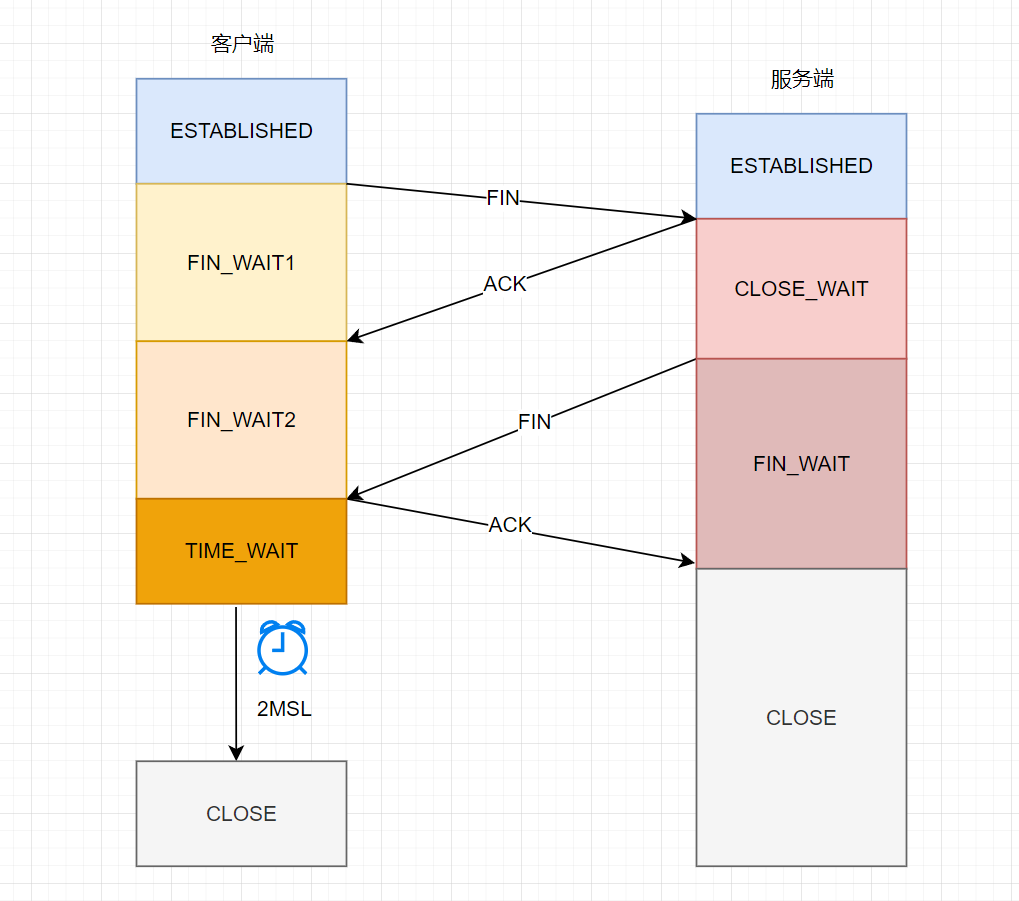 客户端
服务端
ESTABLISHED
ESTABLISHED
FIN
FIN_WAIT1
ACK
CLOSE_WAIT
FIN_WAIT2
FIN
FIN_WAIT
ACK
TIME_WAIT
2MSL
CLOSE
CLOSE